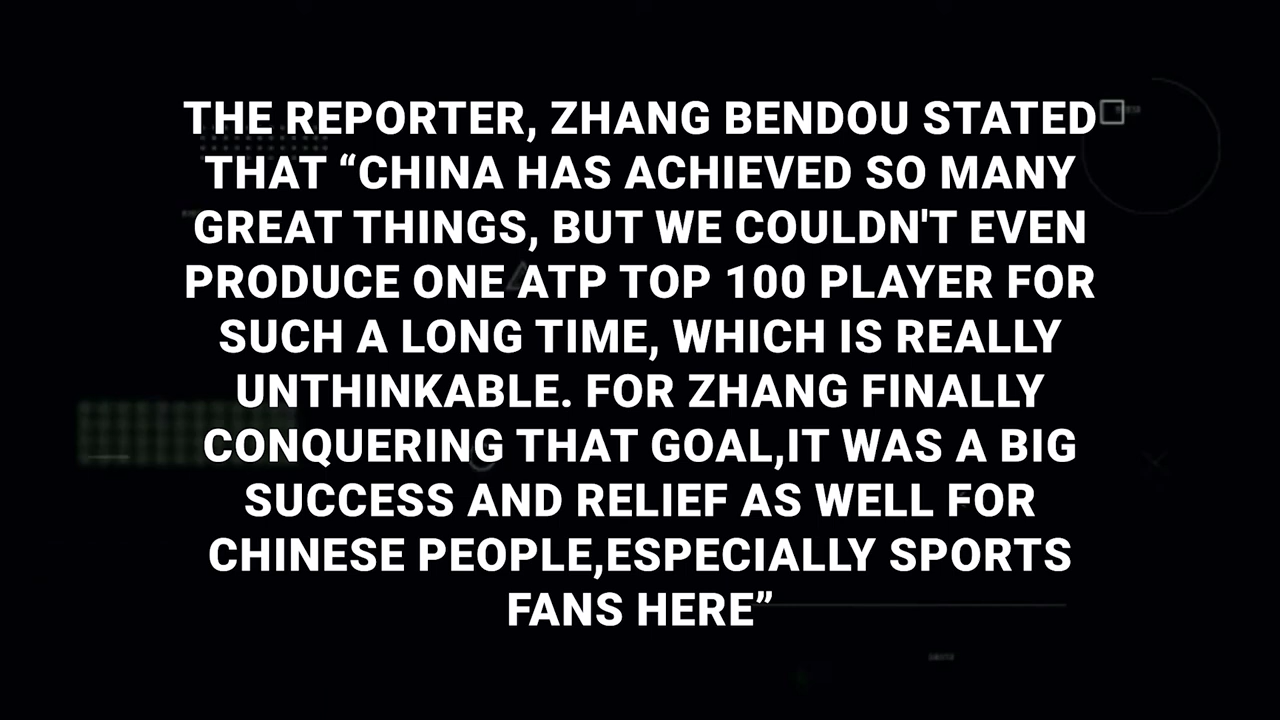 THE REPORTER, ZHANG BENDOU STATED
THAT “CHINA HAS ACHIEVED SO MANY
GREAT THINGS, BUT WE COULDN'T EVEN
PRODUCE ONE ATP TOP 100 PLAYER FOR
SUCH A LONG TIME, WHICH IS REALLY
UNTHINKABLE. FOR ZHANG FINALLY
CONQUERING THAT GOAL,IT WAS A BIG
SUCCESS AND RELIEF AS WELL FOR
CHINESE PEOPLE,ESPECIALLY SPORTS
FANS HERE”